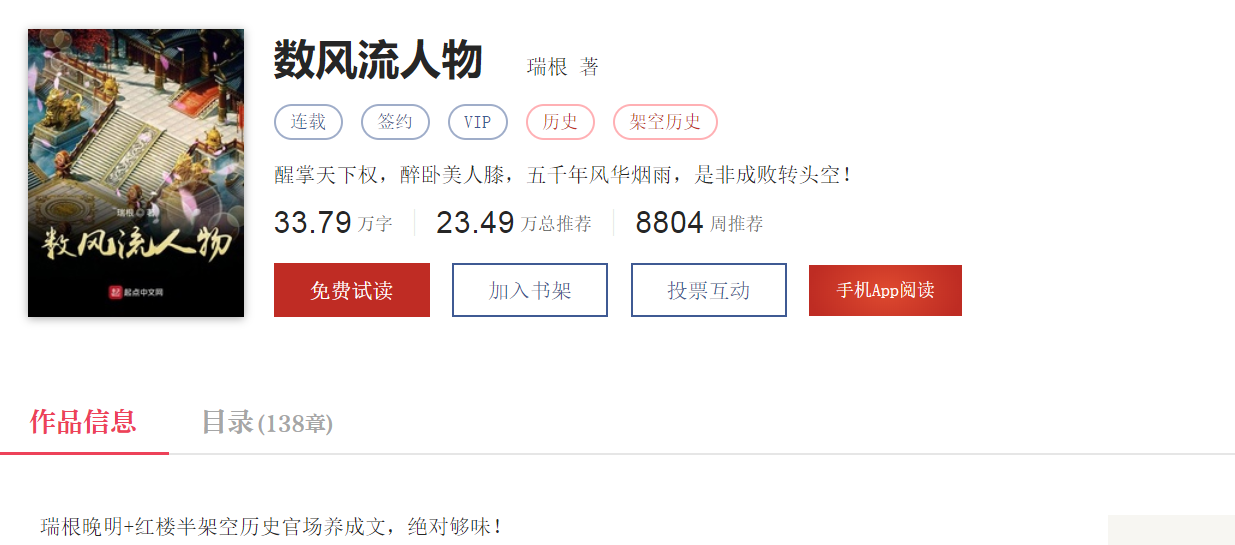 数风流人物 瑞根 著
连载 签约 VIP 历史 架空历史
醒掌天下权，醉卧美人膝，五千年风华烟雨，是非成败转头空！
33.79 万字 23.49 万总推荐 8804 周推荐
免费试读 加入书架 投票互动 手机App阅读
瑞根 著
数风流人物
起点中文网
作品信息 目录(138章)
瑞根晚明+红楼半架空历史官场养成文，绝对够味！